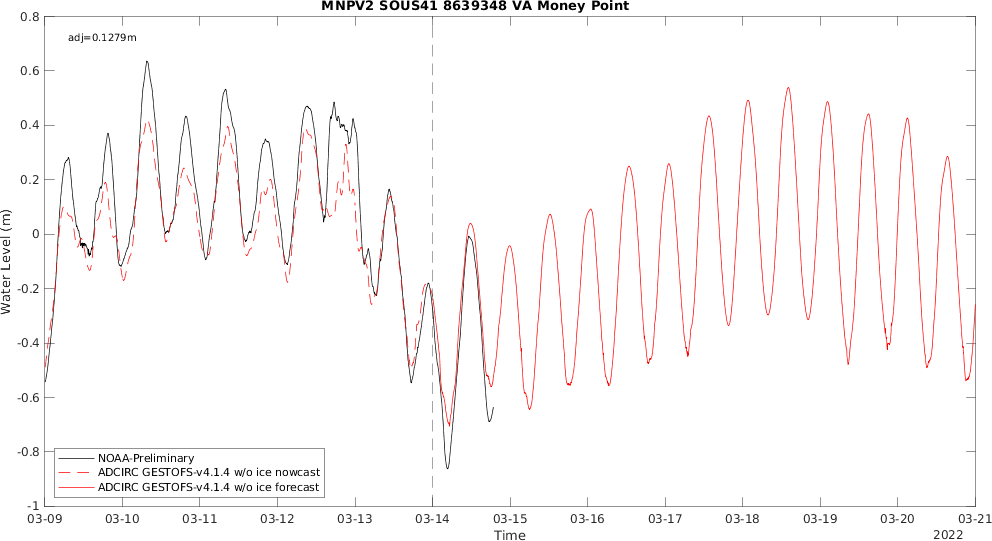 MNPV2 SOUS41 8639348 VA Money Point
adj=0.1279m
0.8
0.6
0.4
0.2
0
-0.2
-0.4
-0.6
-0.8
-1
Water Level (m)
NOAA-Preliminary
ADCIRC GESTOFS-v4.1.4 w/o ice nowcast
ADCIRC GESTOFS-v4.1.4 w/o ice forecast
03-09 03-10 03-11 03-12 03-13 03-14 03-15 03-16 03-17 03-18 03-19 03-20 03-21
Time
2022